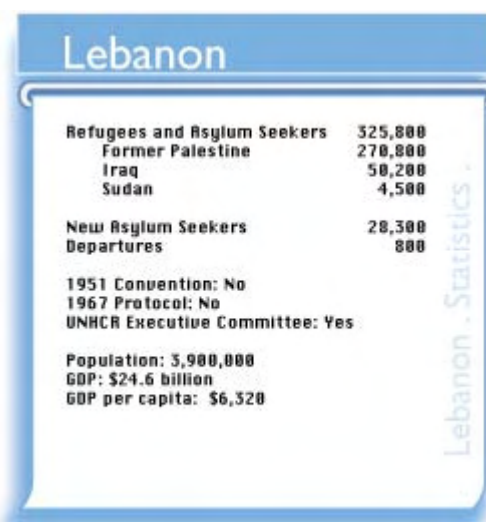 Lebanon
Refugees and Asylum Seekers 325,800
Former Palestine 270,800
Iraq 50,200
Sudan 4,500
New Asylum Seekers 28,300
Departures 800
1951 Convention: No
1967 Protocol: No
UNHCR Executive Committee: Yes
Population: 3,900,000
GDP: $24.6 billion
GDP per capita: $6,320
Lebanon . Statistics .